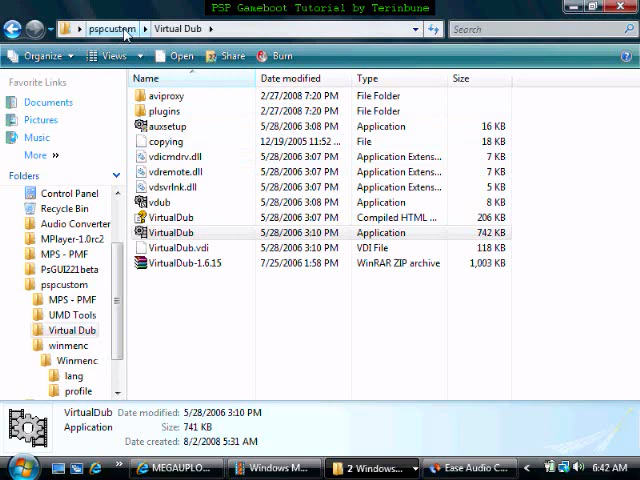 PSP Gameboot Tutorial by Terinbune
pspcustom Virtual Dub Search
Organize Views Open Share Burn
Favorite Links
Documents
Pictures
Music
More »
Folders
Control Panel
Recycle Bin
Audio Converter
MPlayer-1.0rc2
MPS - PMF
PsGUI221beta
pspcustom
MPS - PMF
UMD Tools
Virtual Dub
winmenc
Winmenc
lang
profile
Name Date modified Type Size
aviproxy 2/27/2008 7:20 PM File Folder
plugins 2/27/2008 7:20 PM File Folder
auxsetup 5/28/2006 3:08 PM Application 16 KB
copying 12/19/2005 11:52 ... File 18 KB
vdicmdrv.dll 5/28/2006 3:07 PM Application Extens... 7 KB
vdremote.dll 5/28/2006 3:07 PM Application Extens... 7 KB
vdsvrlnk.dll 5/28/2006 3:07 PM Application Extens... 5 KB
vdub 5/28/2006 3:08 PM Application 8 KB
VirtualDub 5/28/2006 3:07 PM Compiled HTML ... 206 KB
VirtualDub 5/28/2006 3:10 PM Application 742 KB
VirtualDub.vdi 5/28/2006 3:10 PM VDI File 118 KB
VirtualDub-1.6.15 7/25/2006 1:58 PM WinRAR ZIP archive 1,003 KB
VirtualDub Date modified: 5/28/2006 3:10 PM
Application Size: 741 KB
Date created: 8/2/2008 5:31 AM
» MEGAUPLO... Windows M... 2 Windows... Ease Audio C... < 6:42 AM